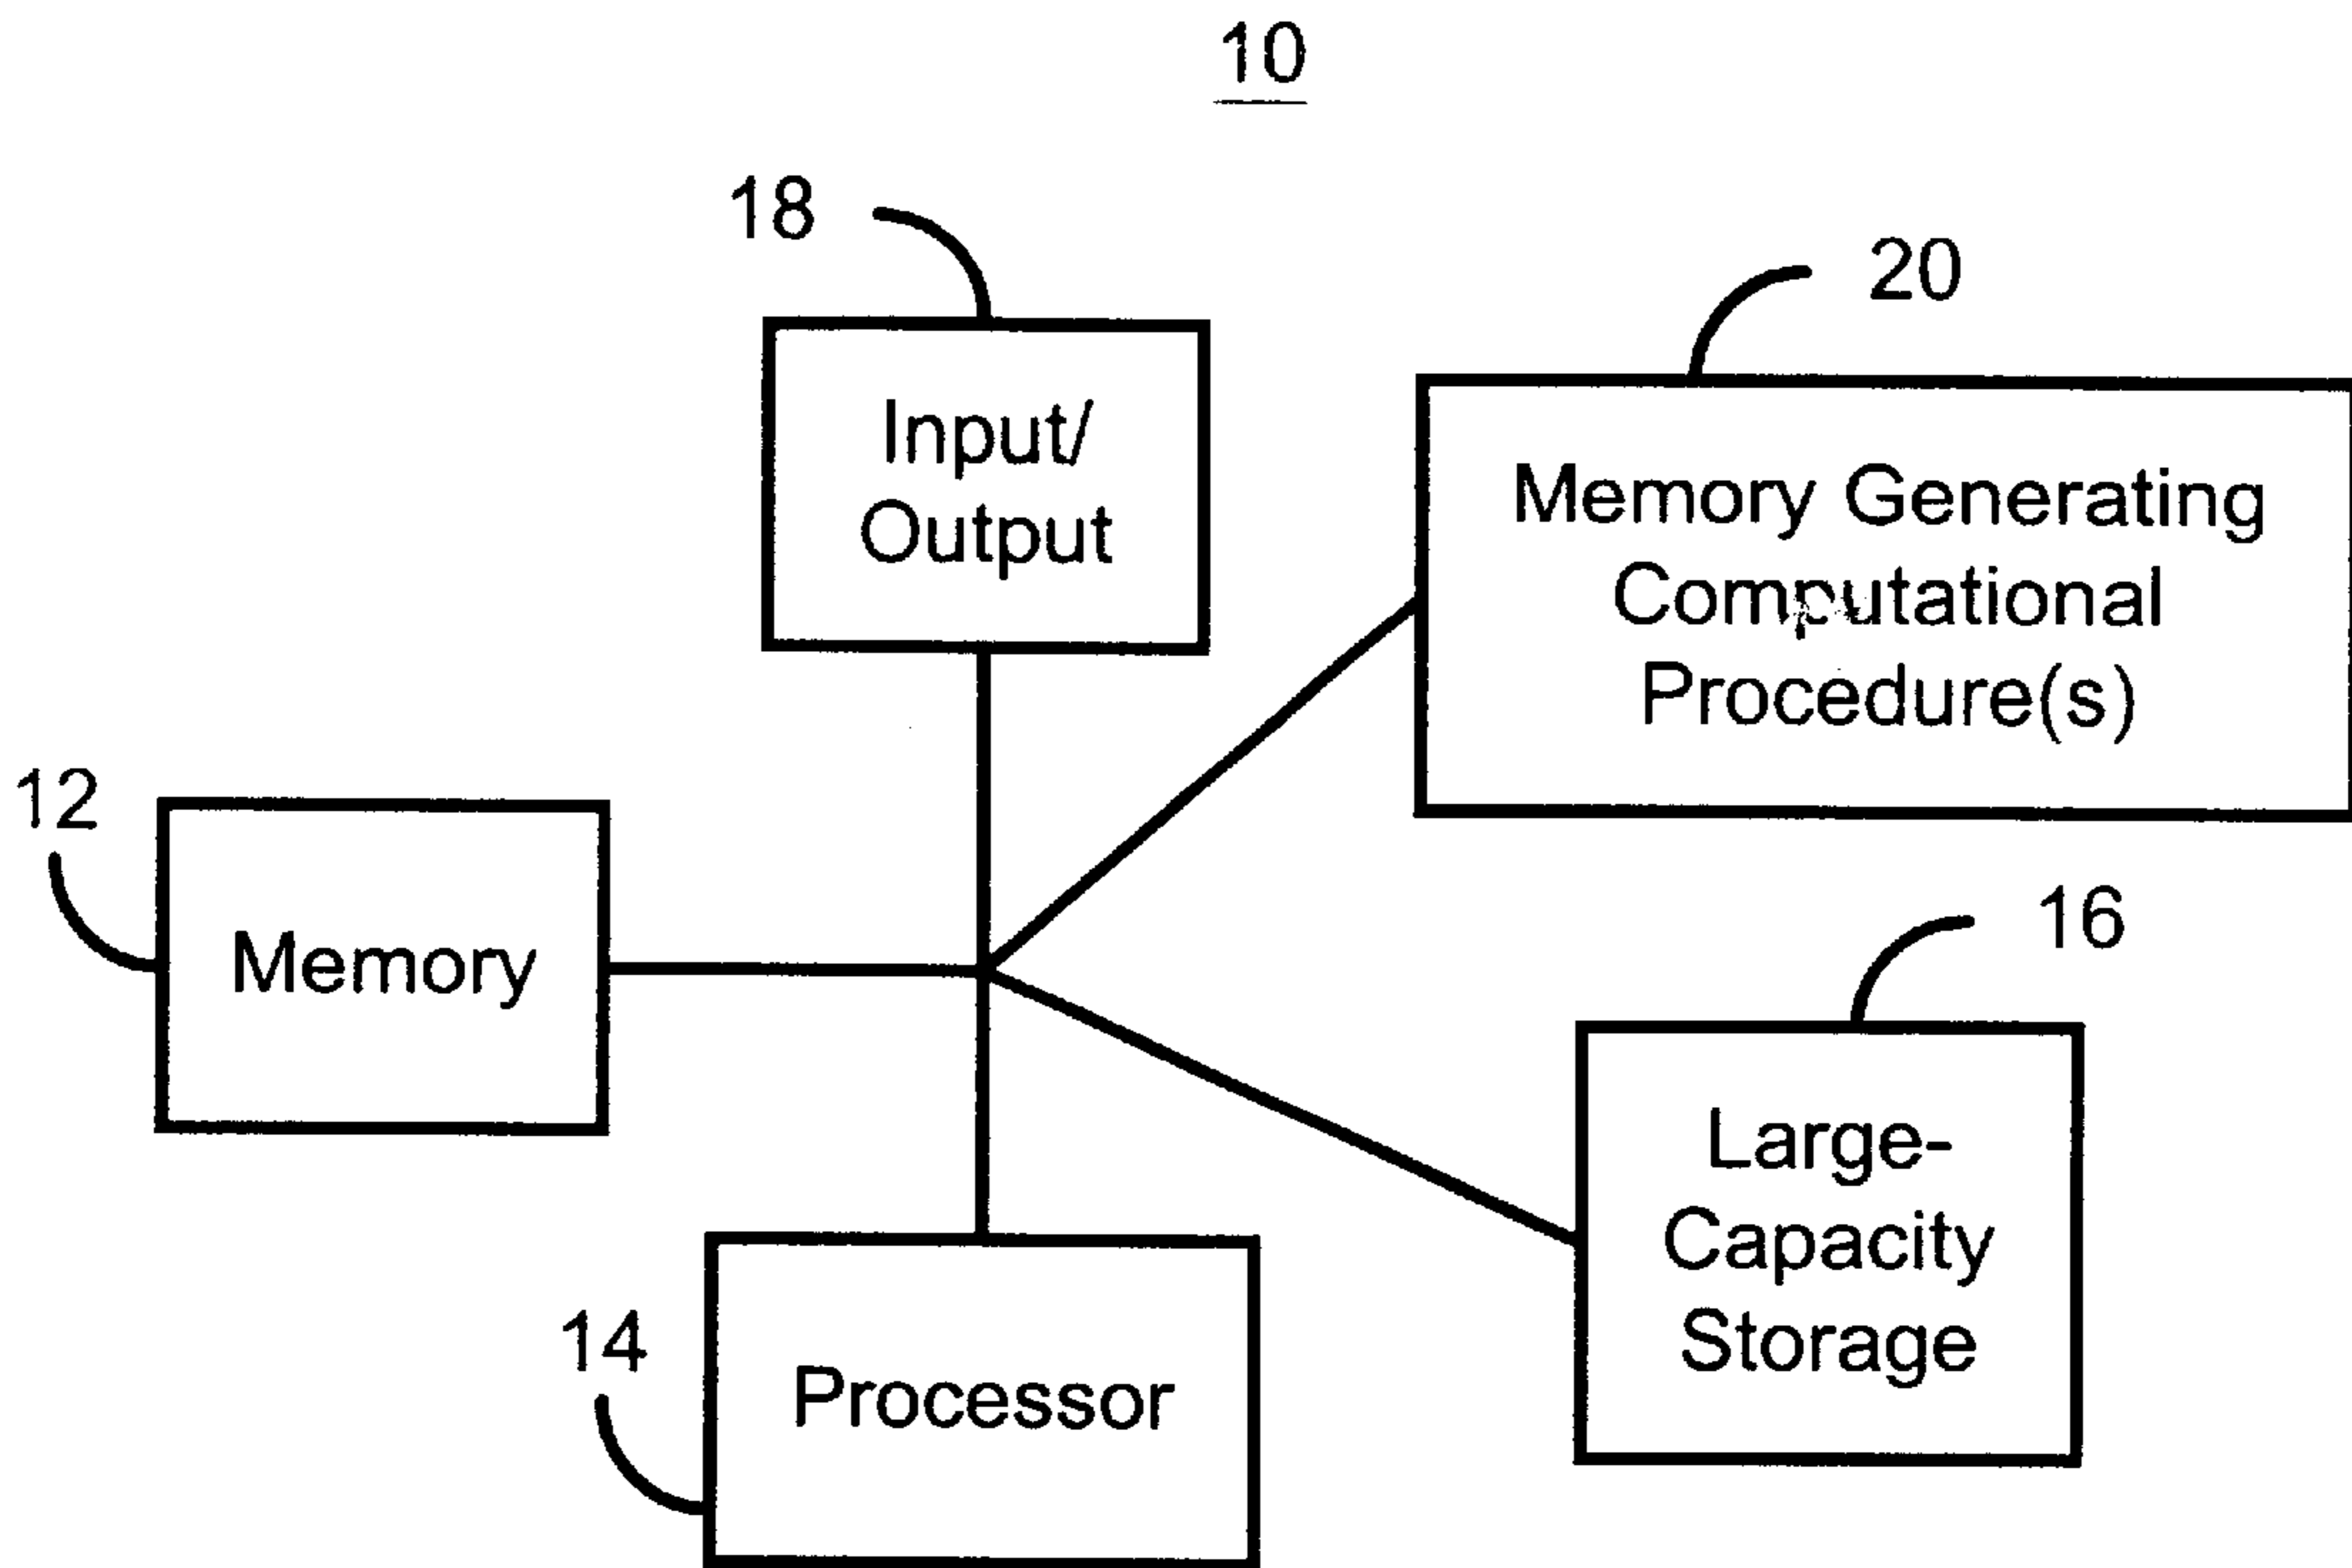 10
18
Input/
Output
20
Memory Generating
Computational
Procedure(s)
12
Memory
16
Large-
Capacity
Storage
14
Processor